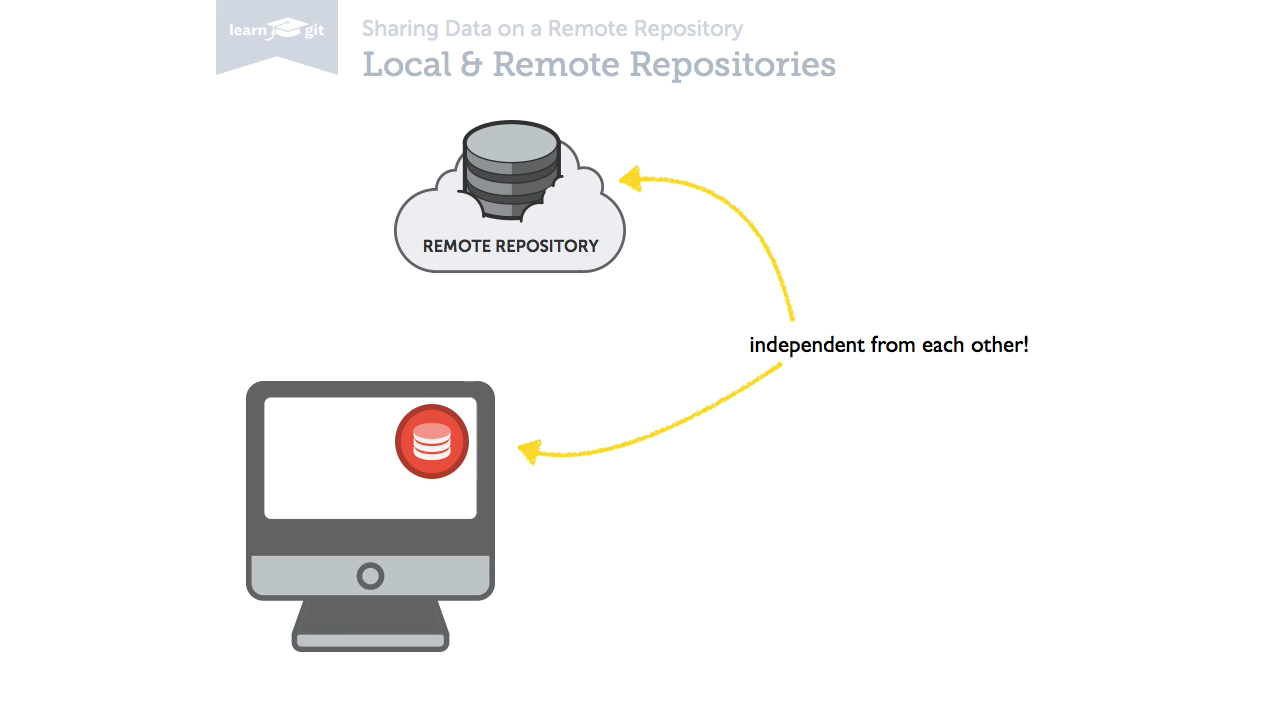 learn git
Sharing Data on a Remote Repository
Local & Remote Repositories
REMOTE REPOSITORY
independent from each other!